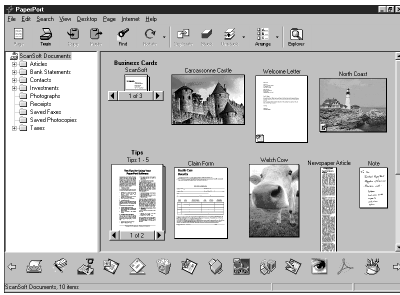 PaperPort
File Edit Search View Desktop Page Internet Help
Find
Arrange
Explorer
ScanSoft Documents
Articles
Bank Statements
Contacts
Investments
Photographs
Receipts
Saved Faxes
Saved Photocopies
Taxes
Business Cards
ScanSoft
1 of 3
Carcassonne Castle
Welcome Letter
North Coast
Tips
Tips 1 - 5
1 of 2
Claim Form
Watch Cow
Newspaper Article
Note
ScanSoft Documents, 10 items